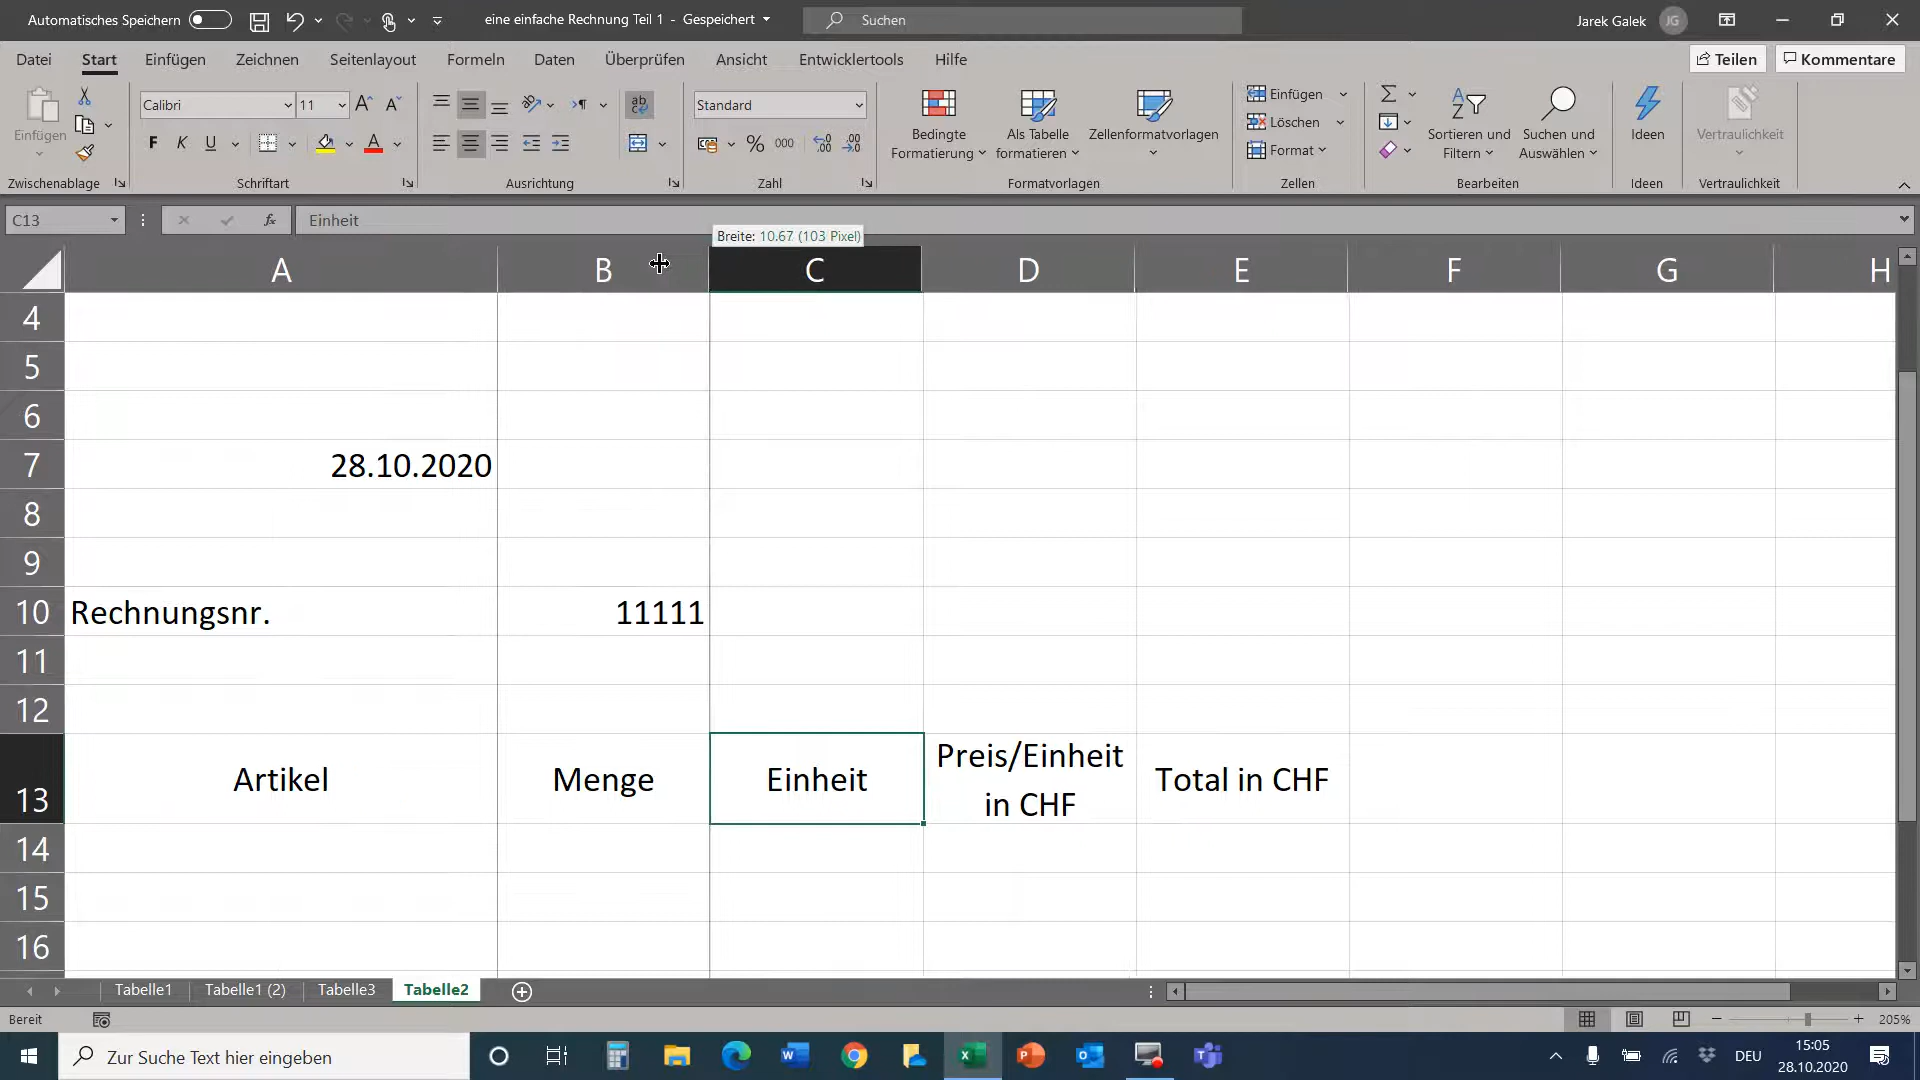 Automatisches Speichern
eine einfache Rechnung Teil 1 - Gespeichert
Suchen
Jarek Galek
JG
Datei Start Einfügen Zeichnen Seitenlayout Formeln Daten Überprüfen Ansicht Entwicklertools Hilfe
Teilen
Kommentare
Einfügen
Zwischenablage
Calibri 11
F K U
Schriftart
Ausrichtung
Standard
% 000
Zahl
Bedingte
Formatierung
Als Tabelle
formatieren
Zellenformatvorlagen
Formatvorlagen
Einfügen
Löschen
Format
Zellen
Sortieren und
Filtern
Suchen und
Auswählen
Bearbeiten
Ideen
Ideen
Vertraulichkeit
Vertraulichkeit
C13
fx
Einheit
Breite: 10.67 (103 Pixel)
A B C D E F G H
4
5
6
7 28.10.2020
8
9
10 Rechnungsnr. 11111
11
12
13 Artikel Menge Einheit Preis/Einheit in CHF Total in CHF
14
15
16
Tabelle1 Tabelle1 (2) Tabelle3 Tabelle2
Bereit
205%
Zur Suche Text hier eingeben
DEU
15:05
28.10.2020